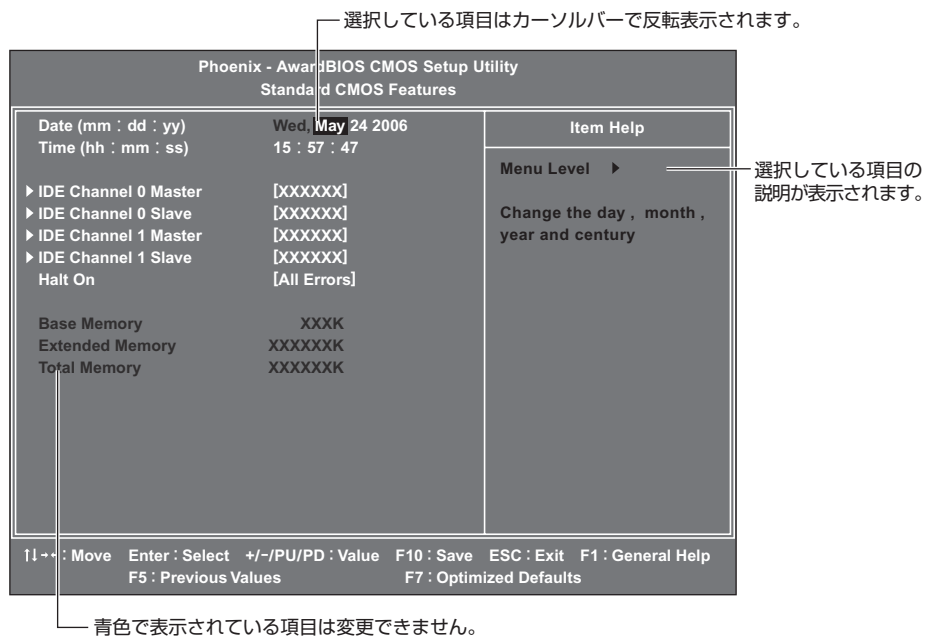 選択している項目はカーソルバーで反転表示されます。
Phoenix - AwardBIOS CMOS Setup Utility
Standard CMOS Features
Date (mm : dd : yy) Wed, May 24 2006
Time (hh : mm : ss) 15 : 57 : 47
IDE Channel 0 Master [XXXXXX]
IDE Channel 0 Slave [XXXXXX]
IDE Channel 1 Master [XXXXXX]
IDE Channel 1 Slave [XXXXXX]
Halt On [All Errors]
Base Memory XXXK
Extended Memory XXXXXXK
Total Memory XXXXXXK
Item Help
Menu Level
Change the day , month ,
year and century
選択している項目の
説明が表示されます。
↑↓→←: Move Enter : Select +/-/PU/PD : Value F10 : Save ESC : Exit F1 : General Help
F5 : Previous Values F7 : Optimized Defaults
青色で表示されている項目は変更できません。